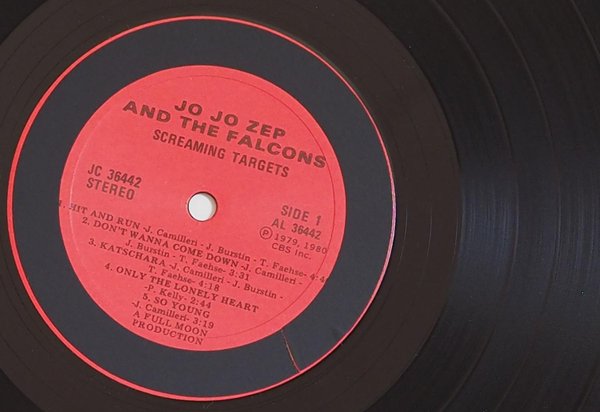 JO JO ZEP
AND THE FALCONS
SCREAMING TARGETS
JC 36442
STEREO
SIDE 1
AL 36442
Ⓟ 1979, 1980
CBS Inc.
1. HIT AND RUN -J. Camilleri - J. Burstin - T. Faehse- 4:4
2. DON'T WANNA COME DOWN -J. Camilleri -
J. Burstin - T. Faehse- 3:31
3. KATSCHARA -J. Camilleri - J. Burstin -
T. Faehse- 4:18
4. ONLY THE LONELY HEART
-P. Kelly- 2:44
5. SO YOUNG
-J. Camilleri- 3:19
A FULL MOON
PRODUCTION